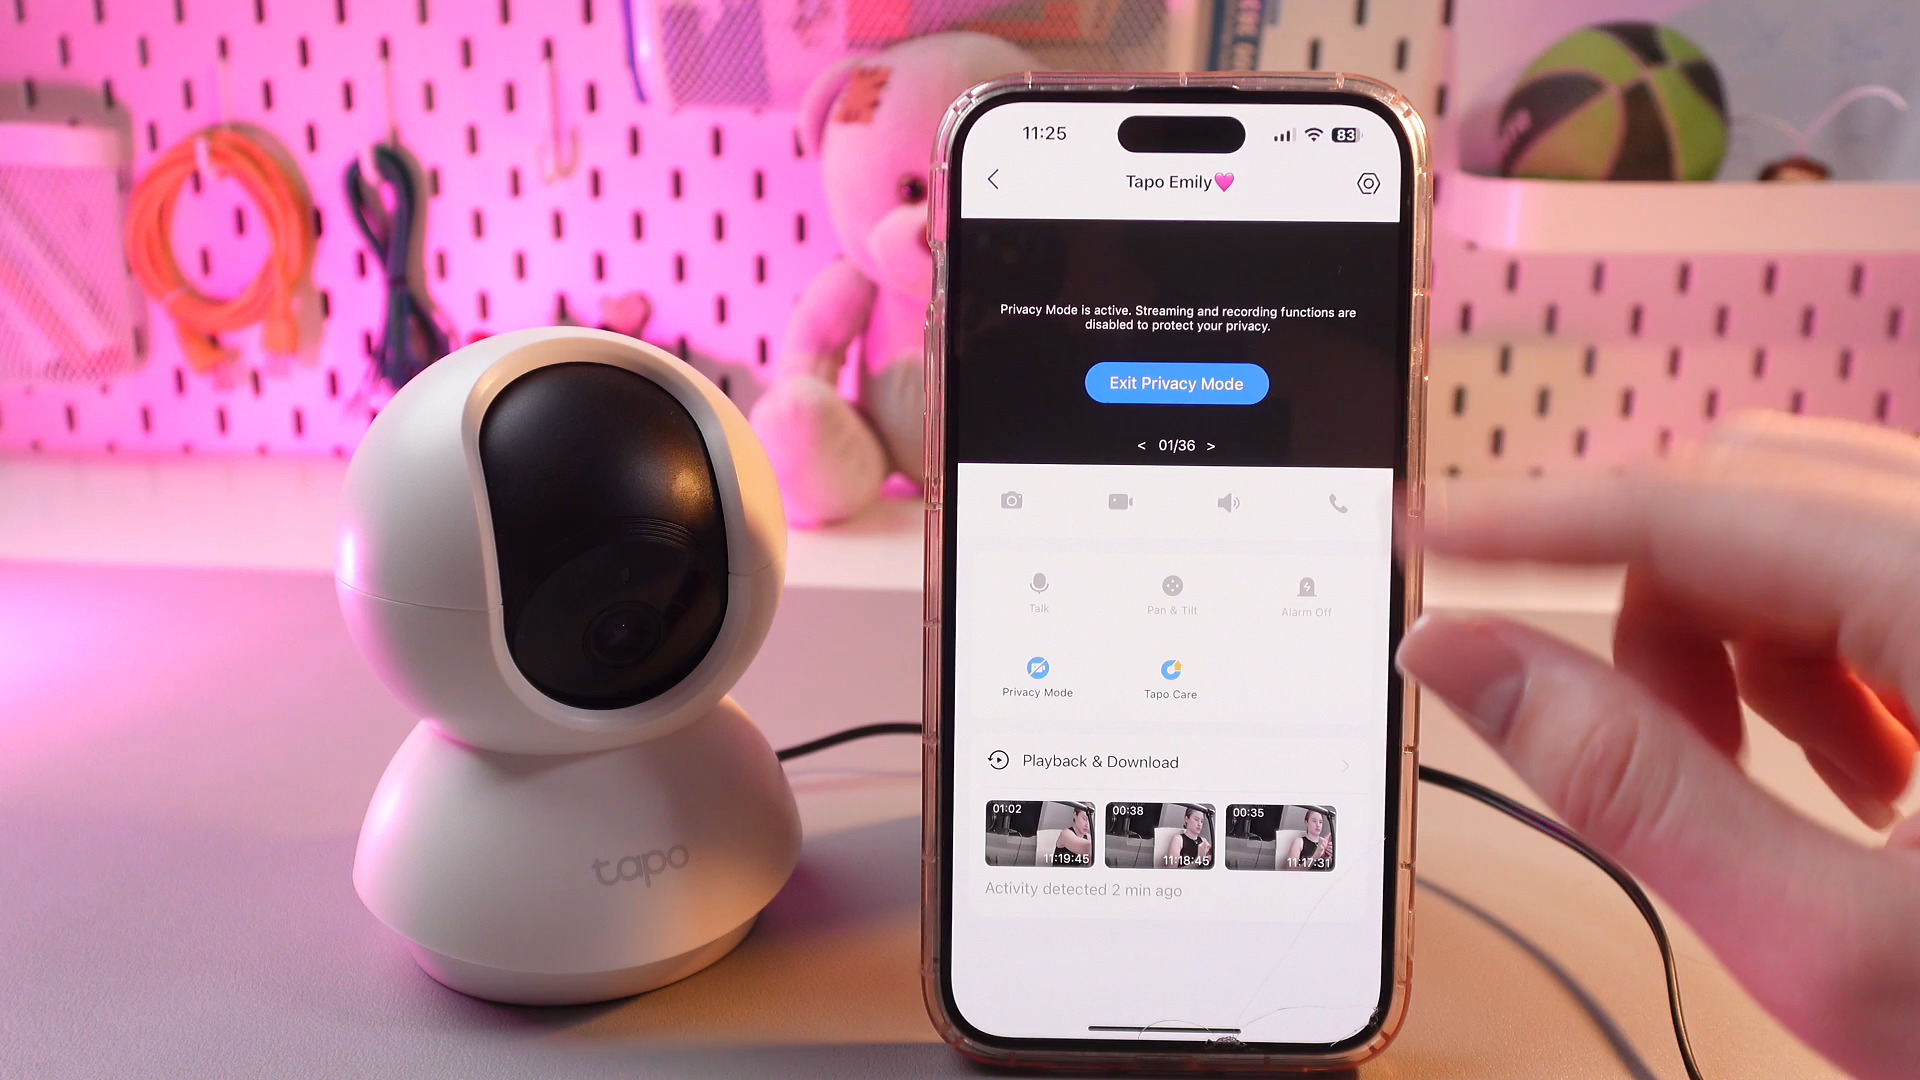 11:25
83
Tapo Emily🩷
Privacy Mode is active. Streaming and recording functions are
disabled to protect your privacy.
Exit Privacy Mode
< 01/36 >
Talk
Pan & Tilt
Alarm Off
Privacy Mode
Tapo Care
Playback & Download
01:02
11:19:45
00:38
11:18:45
00:35
11:17:31
Activity detected 2 min ago
tapo